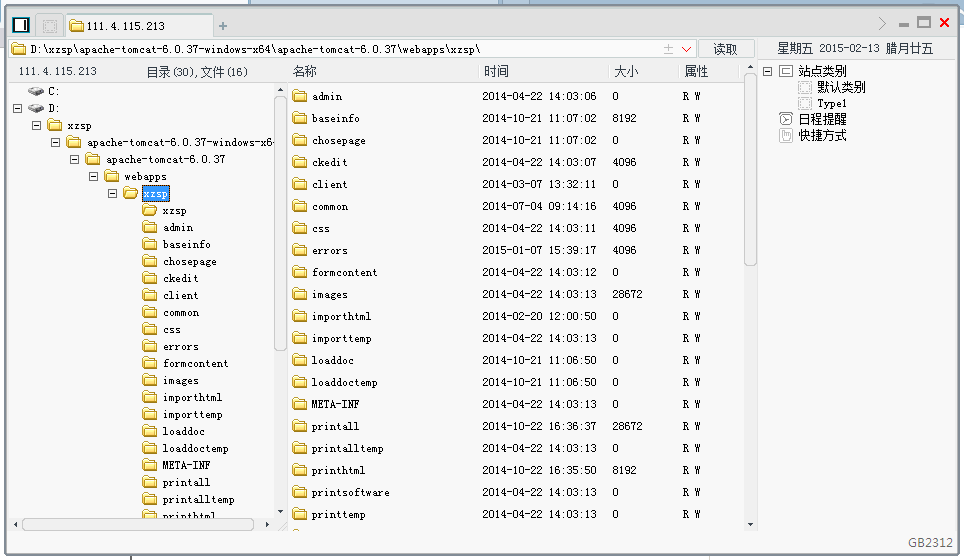 111.4.115.213
D:\xzsp\apache-tomcat-6.0.37-windows-x64\apache-tomcat-6.0.37\webapps\xzsp\
读取
星期五 2015-02-13 腊月廿五
111.4.115.213
目录(30),文件(16)
C:
D:
xzsp
apache-tomcat-6.0.37-windows-x6
apache-tomcat-6.0.37
webapps
xzsp
xzsp
admin
baseinfo
chosepage
ckedit
client
common
css
errors
formcontent
images
importhtml
importtemp
loaddoc
loaddoctemp
META-INF
printall
printalltemp
printhtml
名称 时间 大小 属性
admin 2014-04-22 14:03:06 0 R W
baseinfo 2014-10-21 11:07:02 8192 R W
chosepage 2014-10-21 11:07:02 0 R W
ckedit 2014-04-22 14:03:07 4096 R W
client 2014-03-07 13:32:11 0 R W
common 2014-07-04 09:14:16 4096 R W
css 2014-04-22 14:03:11 4096 R W
errors 2015-01-07 15:39:17 4096 R W
formcontent 2014-04-22 14:03:12 0 R W
images 2014-04-22 14:03:13 28672 R W
importhtml 2014-02-20 12:00:50 0 R W
importtemp 2014-04-22 14:03:13 0 R W
loaddoc 2014-10-21 11:06:50 0 R W
loaddoctemp 2014-10-21 11:06:50 0 R W
META-INF 2014-04-22 14:03:13 0 R W
printall 2014-10-22 16:36:37 28672 R W
printalltemp 2014-04-22 14:03:13 0 R W
printhtml 2014-10-22 16:35:50 8192 R W
printsoftware 2014-04-22 14:03:13 0 R W
printtemp 2014-04-22 14:03:13 0 R W
站点类别
默认类别
Type1
日程提醒
快捷方式
GB2312